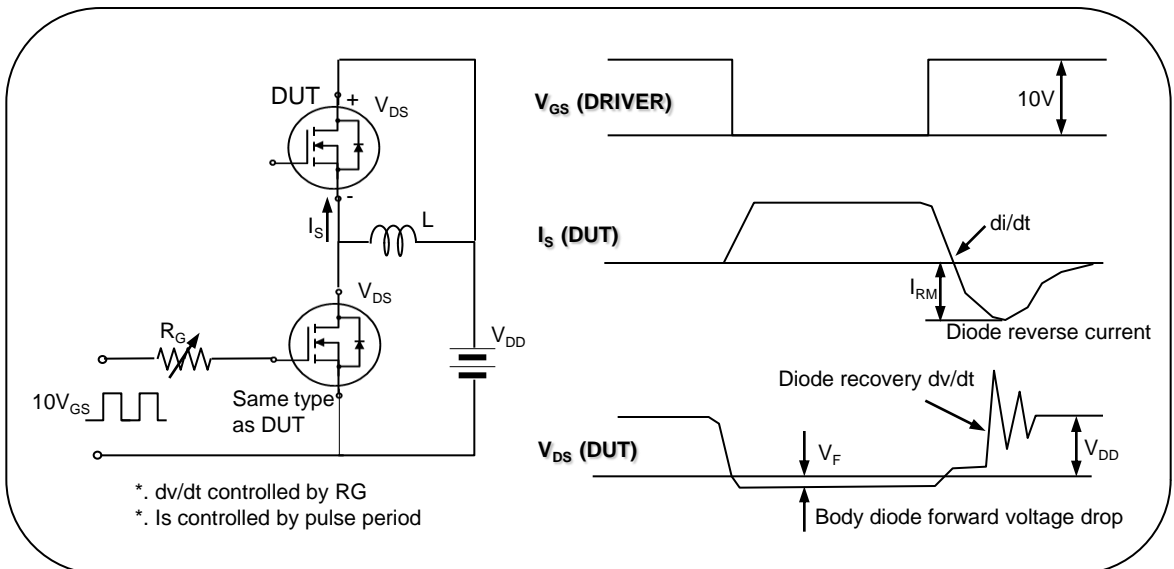 DUT
+
V_DS
-
I_S
L
V_DS
R_G
V_DD
10V_GS
Same type
as DUT
*. dv/dt controlled by RG
*. Is controlled by pulse period
V_GS (DRIVER)
10V
I_S (DUT)
di/dt
I_RM
Diode reverse current
Diode recovery dv/dt
V_DS (DUT)
V_F
V_DD
Body diode forward voltage drop